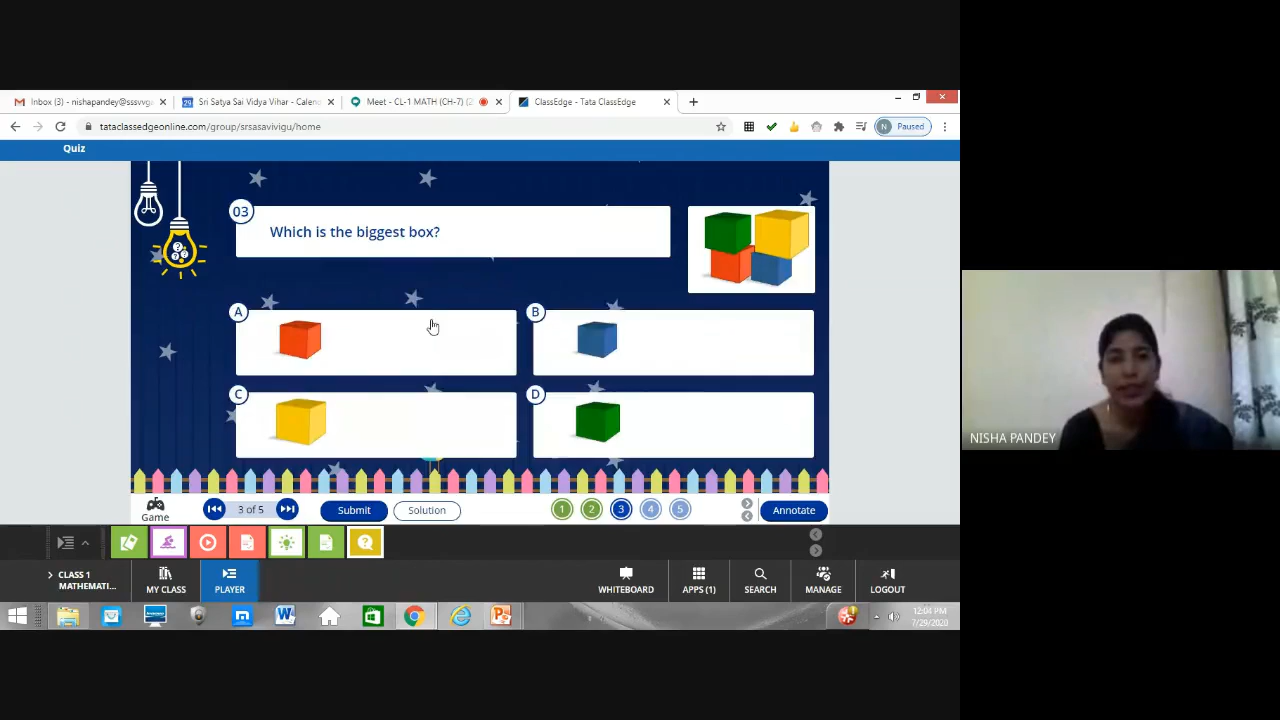 Inbox (3) - nishapandey@sssvvg
Sri Satya Sai Vidya Vihar - Calen
Meet - CL-1 MATH (CH-7) (2
ClassEdge - Tata ClassEdge
tataclassedgeonline.com/group/srsasavivigu/home
N Paused
Quiz
03
Which is the biggest box?
A
B
C
D
NISHA PANDEY
Game
3 of 5
Submit
Solution
1 2 3 4 5
Annotate
CLASS 1
MATHEMATI...
MY CLASS
PLAYER
WHITEBOARD
APPS (1)
SEARCH
MANAGE
LOGOUT
12:04 PM
7/29/2020